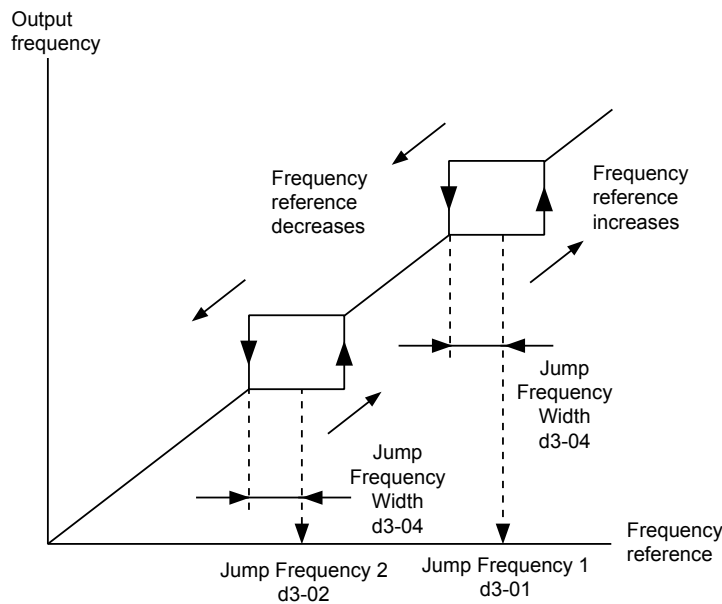 Output
frequency
Frequency
reference
decreases
Frequency
reference
increases
Jump
Frequency
Width
d3-04
Jump
Frequency
Width
d3-04
Frequency
reference
Jump Frequency 2
d3-02
Jump Frequency 1
d3-01